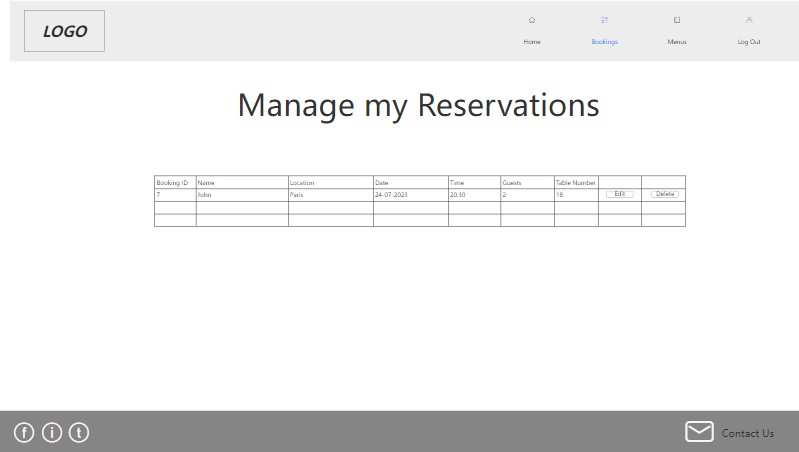 LOGO
Home Bookings Menus Log Out
Manage my Reservations
Booking ID Name Location Date Time Guests Table Number
7 John Paris 24-07-2023 20.30 2 18 Edit Delete
f i t Contact Us